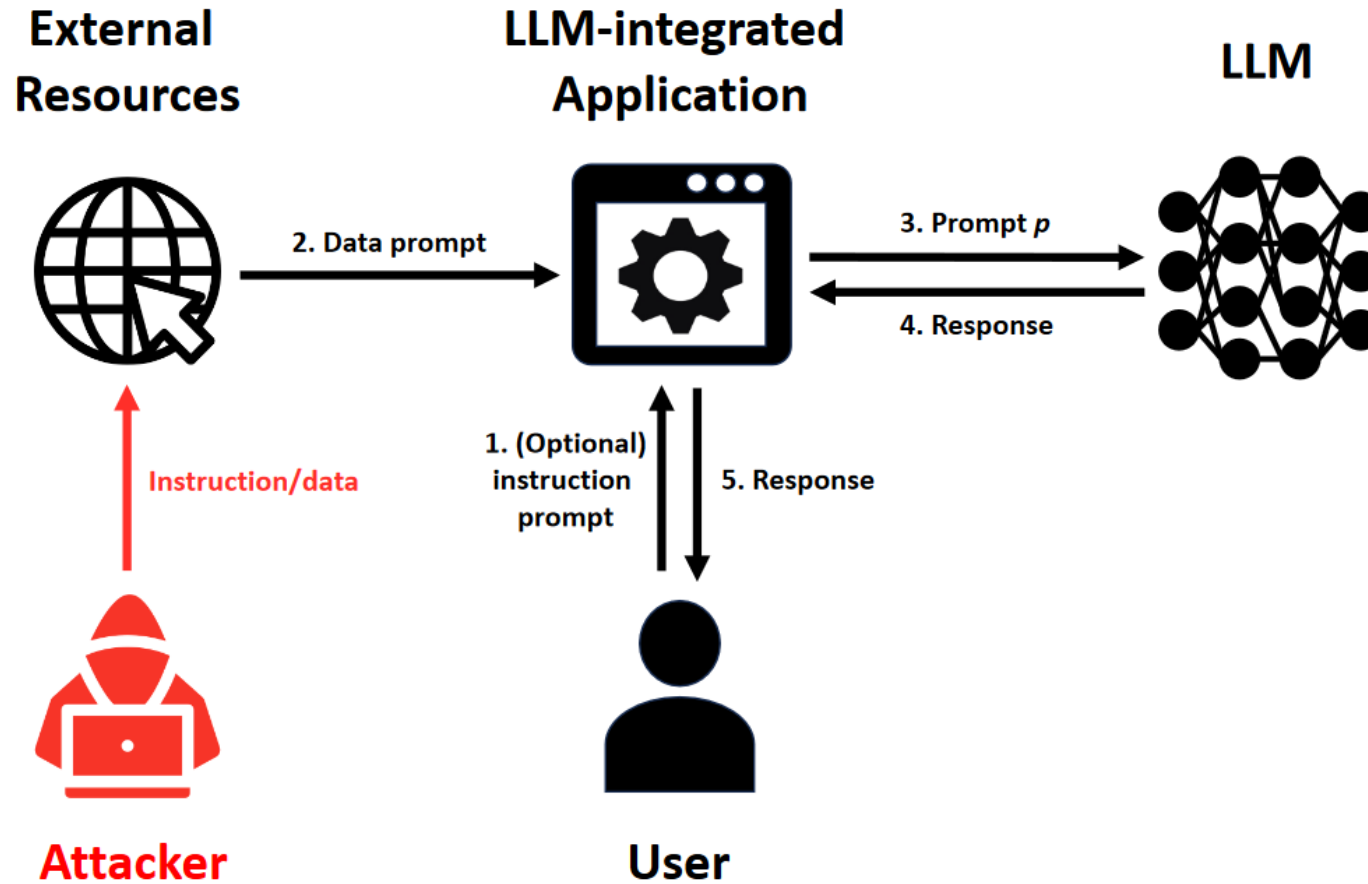 External
Resources
LLM-integrated
Application
LLM
2. Data prompt
3. Prompt p
4. Response
Instruction/data
1. (Optional)
instruction
prompt
5. Response
Attacker
User